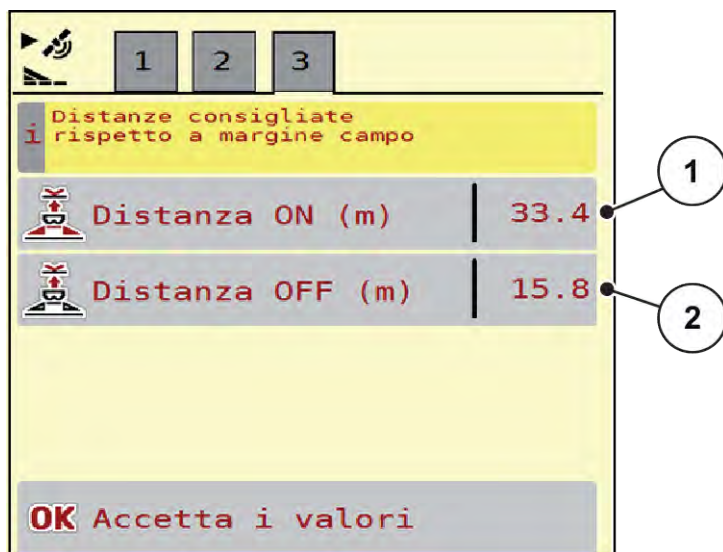 1 2 3
i Distanze consigliate
rispetto a margine campo
Distanza ON (m) 33.4
1
Distanza OFF (m) 15.8
2
OK Accetta i valori